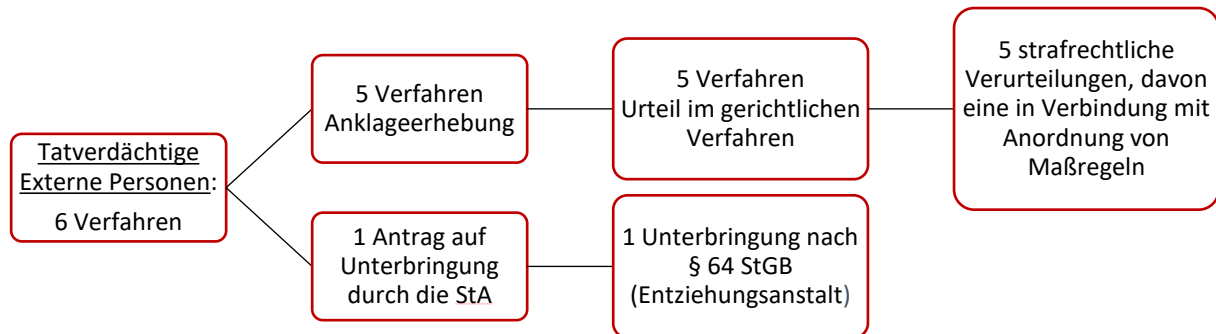 Tatverdächtige
Externe Personen:
6 Verfahren
5 Verfahren
Anklageerhebung
5 Verfahren
Urteil im gerichtlichen
Verfahren
5 strafrechtliche
Verurteilungen, davon
eine in Verbindung mit
Anordnung von
Maßregeln
1 Antrag auf
Unterbringung
durch die StA
1 Unterbringung nach
§ 64 StGB
(Entziehungsanstalt)